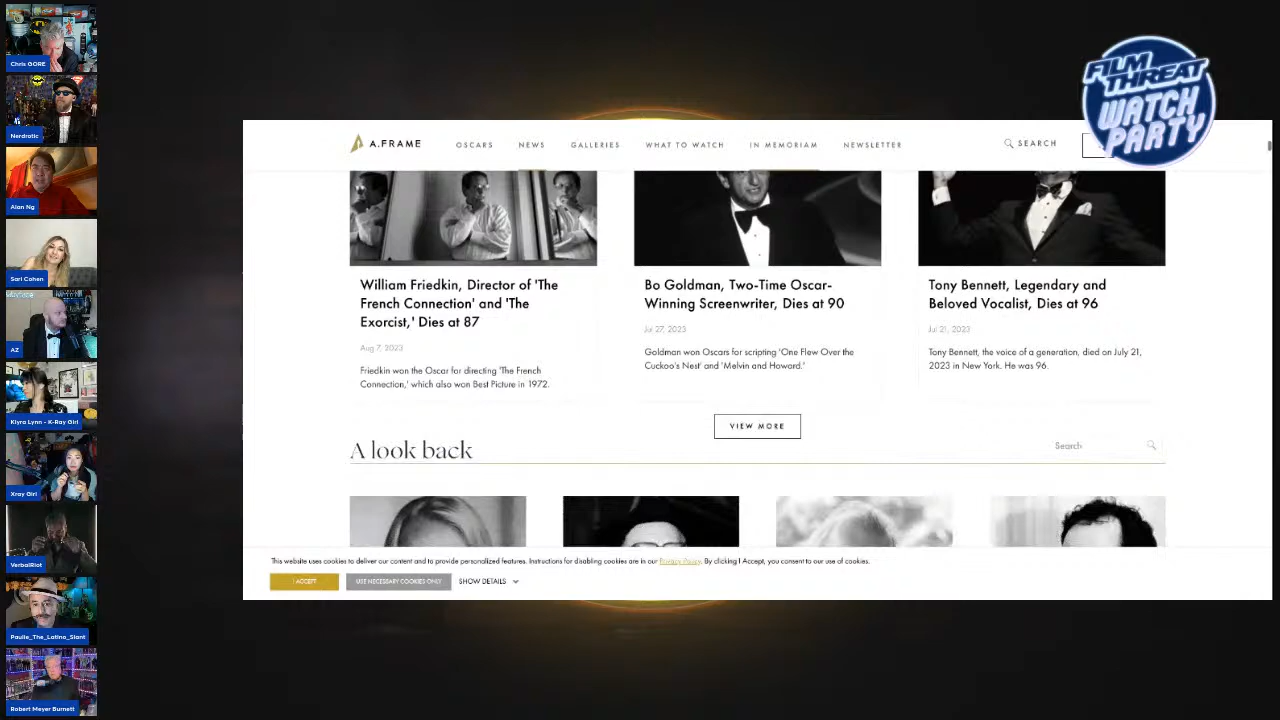 Chris GORE
Nerdrotic
Alan Ng
Sari Cohen
AZ
Klyra Lynn - K-Ray Girl
Xray Girl
VerbalRiot
Paulie_The_Latino_Slant
Robert Meyer Burnett
FILM THREAT
WATCH PARTY
A.FRAME
OSCARS
NEWS
GALLERIES
WHAT TO WATCH
IN MEMORIAM
NEWSLETTER
SEARCH
William Friedkin, Director of 'The
French Connection' and 'The
Exorcist,' Dies at 87
Aug 7, 2023
Friedkin won the Oscar for directing 'The French
Connection,' which also won Best Picture in 1972.
Bo Goldman, Two-Time Oscar-
Winning Screenwriter, Dies at 90
Jul 27, 2023
Goldman won Oscars for scripting 'One Flew Over the
Cuckoo's Nest' and 'Melvin and Howard.'
Tony Bennett, Legendary and
Beloved Vocalist, Dies at 96
Jul 21, 2023
Tony Bennett, the voice of a generation, died on July 21,
2023 in New York. He was 96.
VIEW MORE
A look back
Search
This website uses cookies to deliver our content and to provide personalized features. Instructions for disabling cookies are in our Privacy Policy. By clicking I Accept, you consent to our use of cookies.
I ACCEPT
USE NECESSARY COOKIES ONLY
SHOW DETAILS